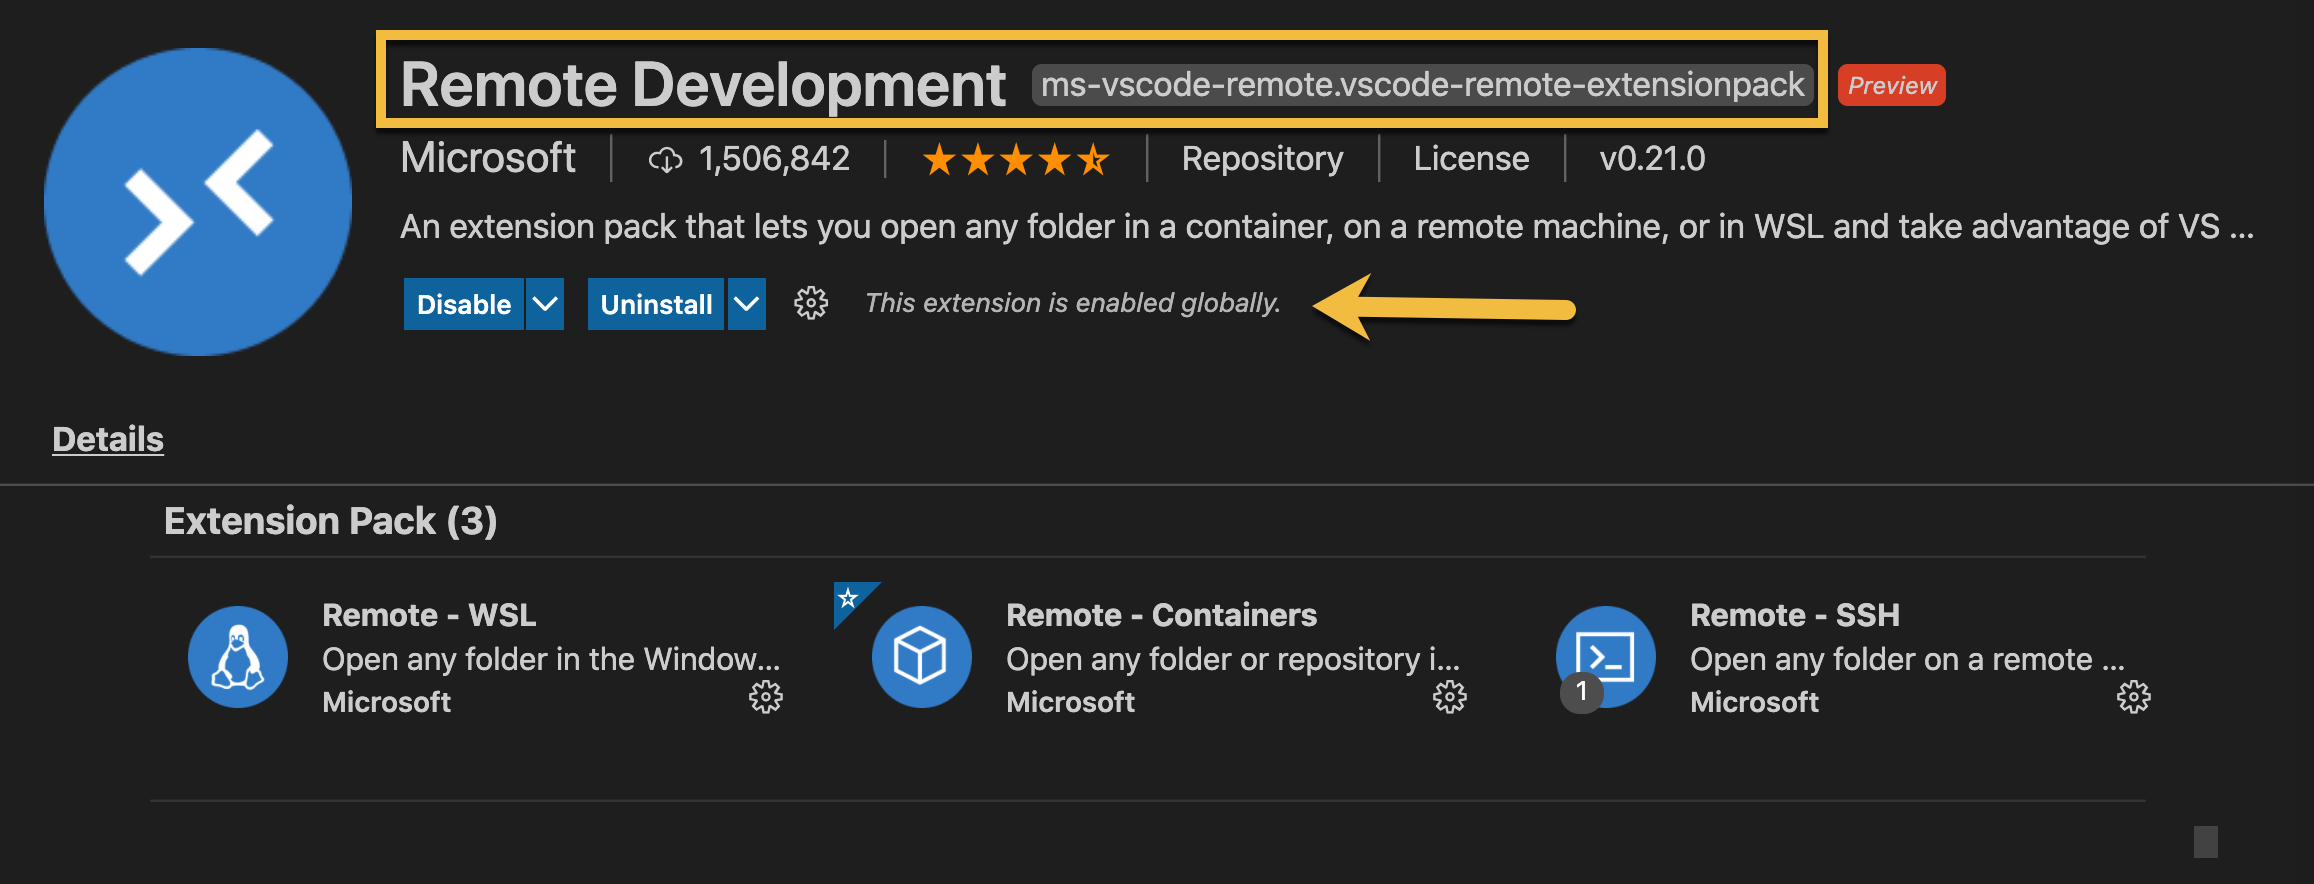 Remote Development ms-vscode-remote.vscode-remote-extensionpack Preview
Microsoft 1,506,842 Repository License v0.21.0
An extension pack that lets you open any folder in a container, on a remote machine, or in WSL and take advantage of VS ...
Disable Uninstall This extension is enabled globally.
Details
Extension Pack (3)
Remote - WSL
Open any folder in the Window...
Microsoft
Remote - Containers
Open any folder or repository i...
Microsoft
1
Remote - SSH
Open any folder on a remote ...
Microsoft